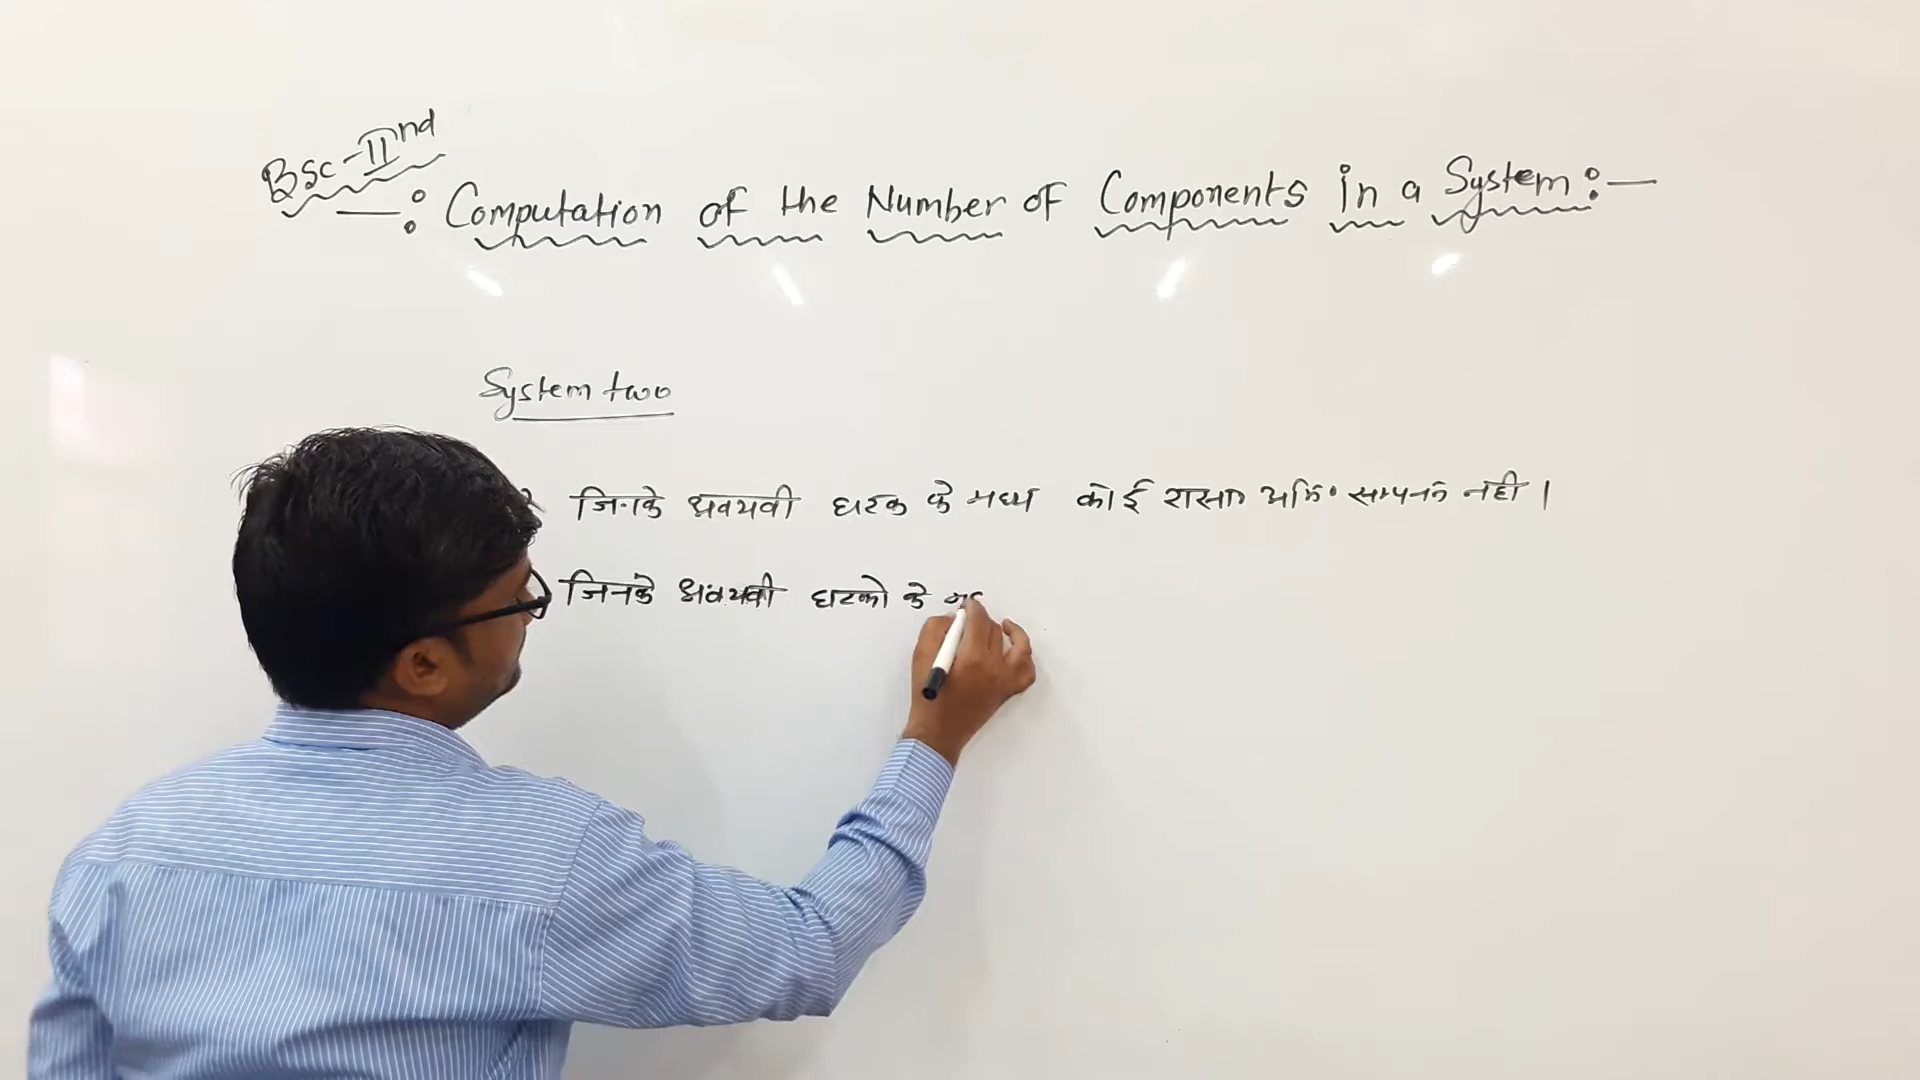 BSc-IInd
—: Computation of the Number of Components in a System:—
System two
जिनके अवयवी घटक के मध्य कोई रासा० अभि० सम्पन्न नही ।
जिनके अवयवी घटको के